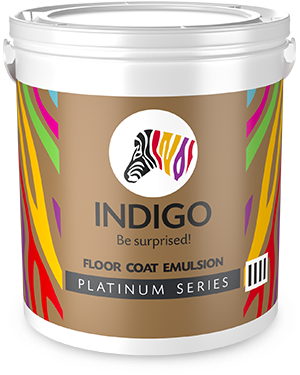 INDIGO
Be surprised!
FLOOR COAT EMULSION
PLATINUM SERIES